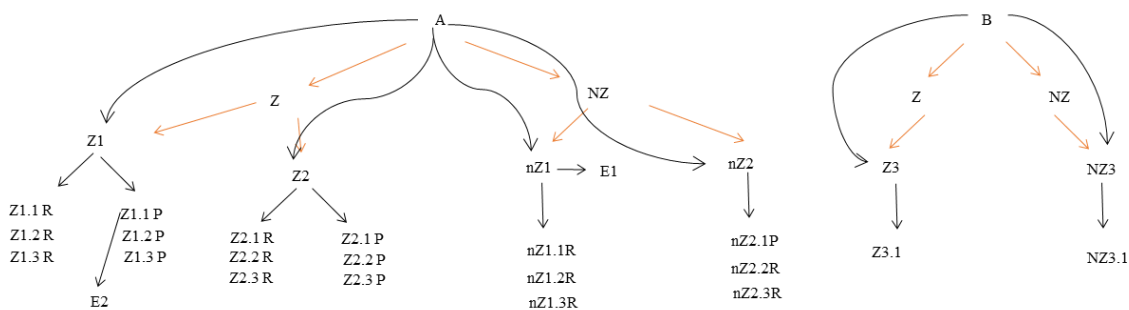 A
B
Z
NZ
Z
NZ
Z1
Z2
nZ1
E1
nZ2
Z3
NZ3
Z1.1 R
Z1.2 R
Z1.3 R
Z1.1 P
Z1.2 P
Z1.3 P
E2
Z2.1 R
Z2.2 R
Z2.3 R
Z2.1 P
Z2.2 P
Z2.3 P
nZ1.1R
nZ1.2R
nZ1.3R
nZ2.1P
nZ2.2R
nZ2.3R
Z3.1
NZ3.1